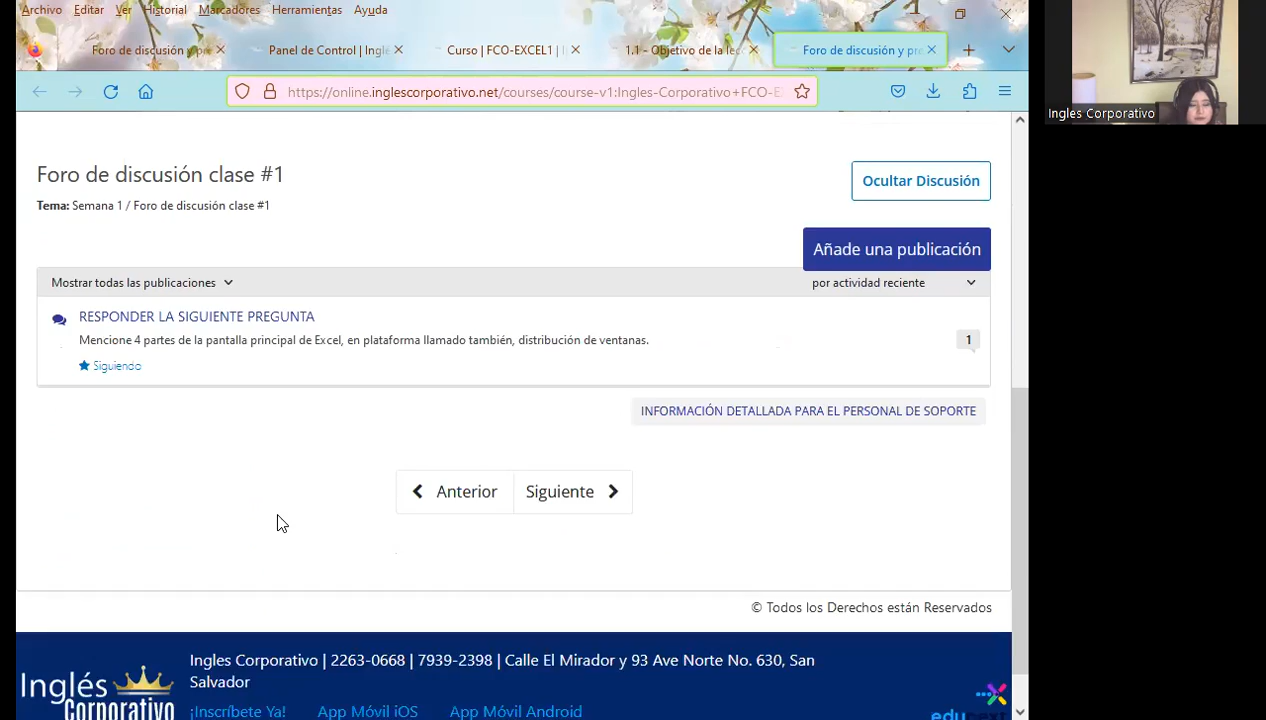 Archivo Editar Ver Historial Marcadores Herramientas Ayuda
Foro de discusión y pre Panel de Control | Ingl Curso | FCO-EXCEL1 | 1.1 - Objetivo de la lec Foro de discusión y pre
https://online.inglescorporativo.net/courses/course-v1:Ingles-Corporativo+FCO-E
Ingles Corporativo
Foro de discusión clase #1
Ocultar Discusión
Tema: Semana 1 / Foro de discusión clase #1
Añade una publicación
Mostrar todas las publicaciones por actividad reciente
RESPONDER LA SIGUIENTE PREGUNTA
Mencione 4 partes de la pantalla principal de Excel, en plataforma llamado también, distribución de ventanas.
1
Siguiendo
INFORMACIÓN DETALLADA PARA EL PERSONAL DE SOPORTE
Anterior Siguiente
© Todos los Derechos están Reservados
Ingles Corporativo | 2263-0668 | 7939-2398 | Calle El Mirador y 93 Ave Norte No. 630, San
Salvador
Inglés
Corporativo
¡Inscríbete Ya! App Móvil iOS App Móvil Android
edunext